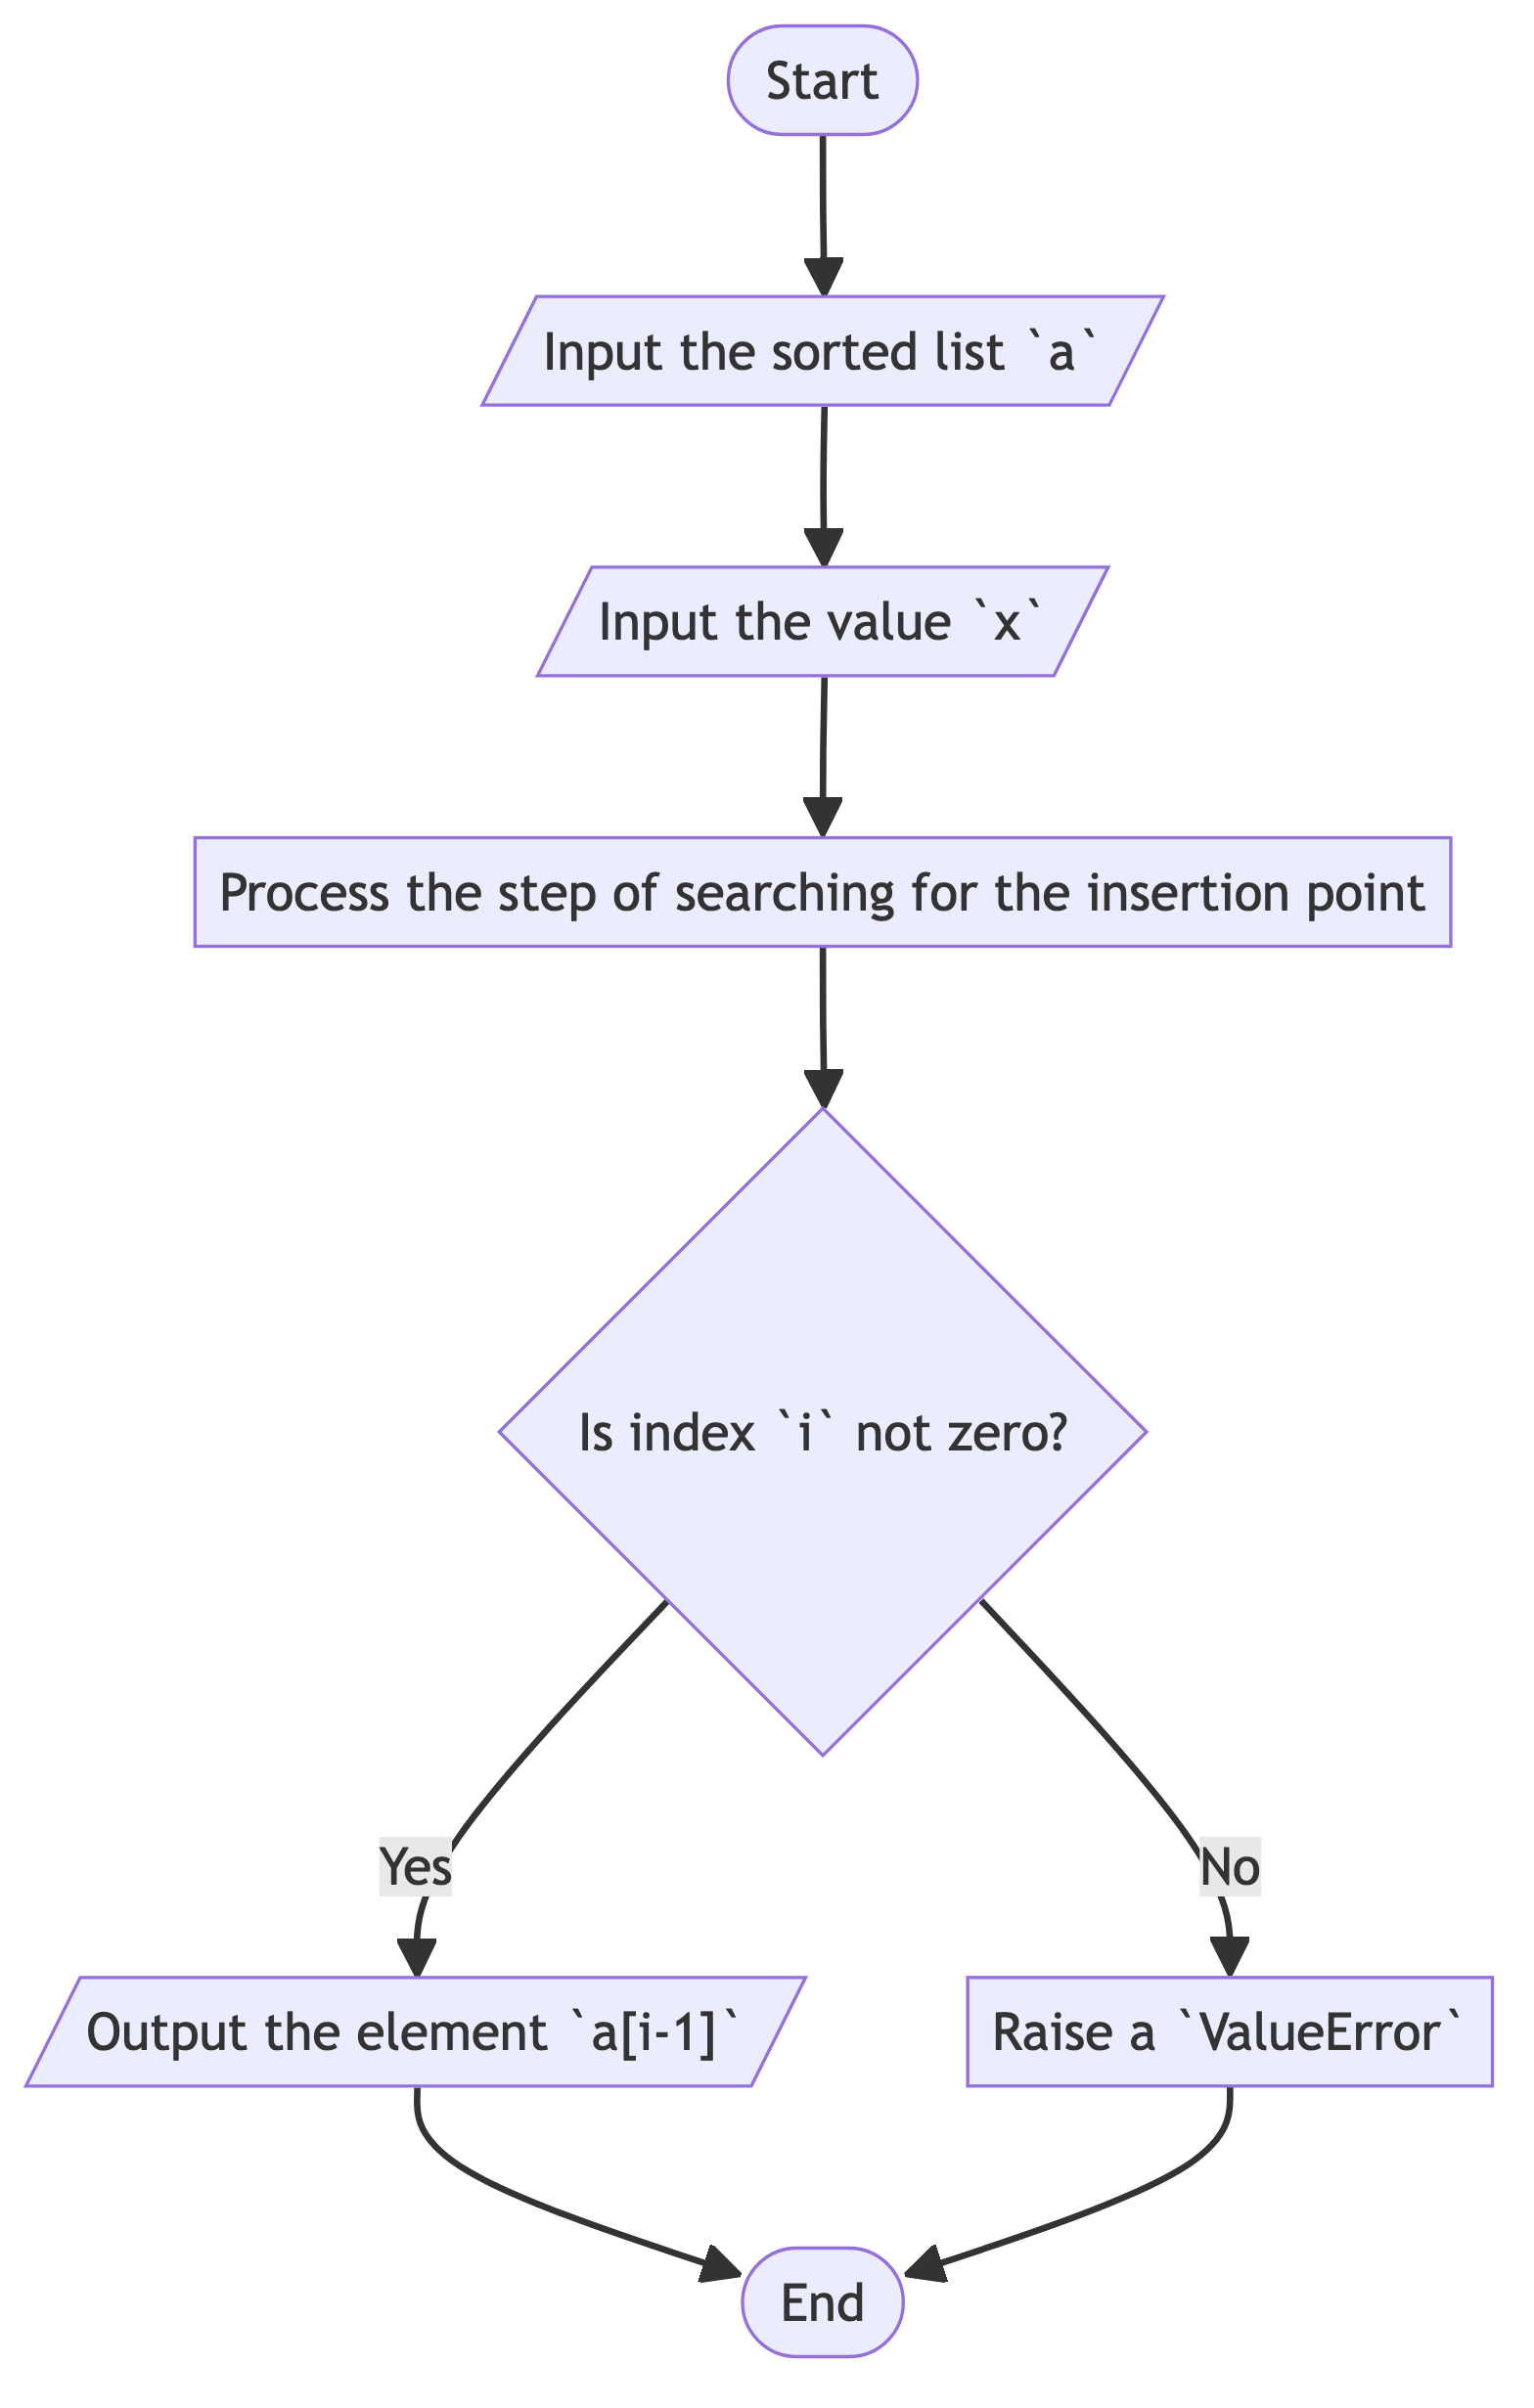 Start
Input the sorted list `a`
Input the value `x`
Process the step of searching for the insertion point
Is index `i` not zero?
Yes
No
Output the element `a[i-1]`
Raise a `ValueError`
End